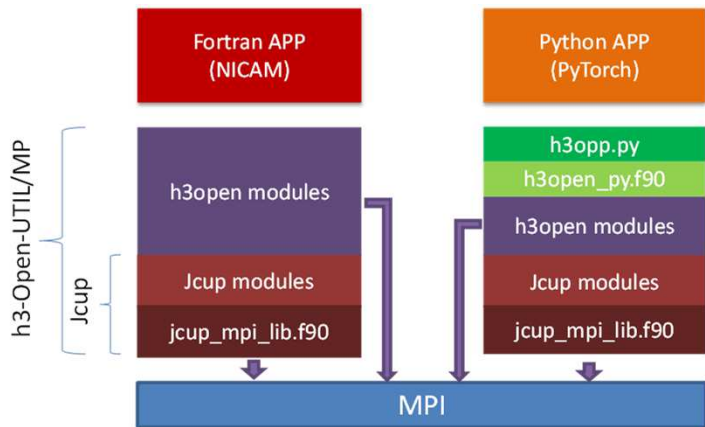 Fortran APP
(NICAM)
Python APP
(PyTorch)
h3-Open-UTIL/MP
Jcup
h3open modules
Jcup modules
jcup_mpi_lib.f90
h3opp.py
h3open_py.f90
h3open modules
Jcup modules
jcup_mpi_lib.f90
MPI